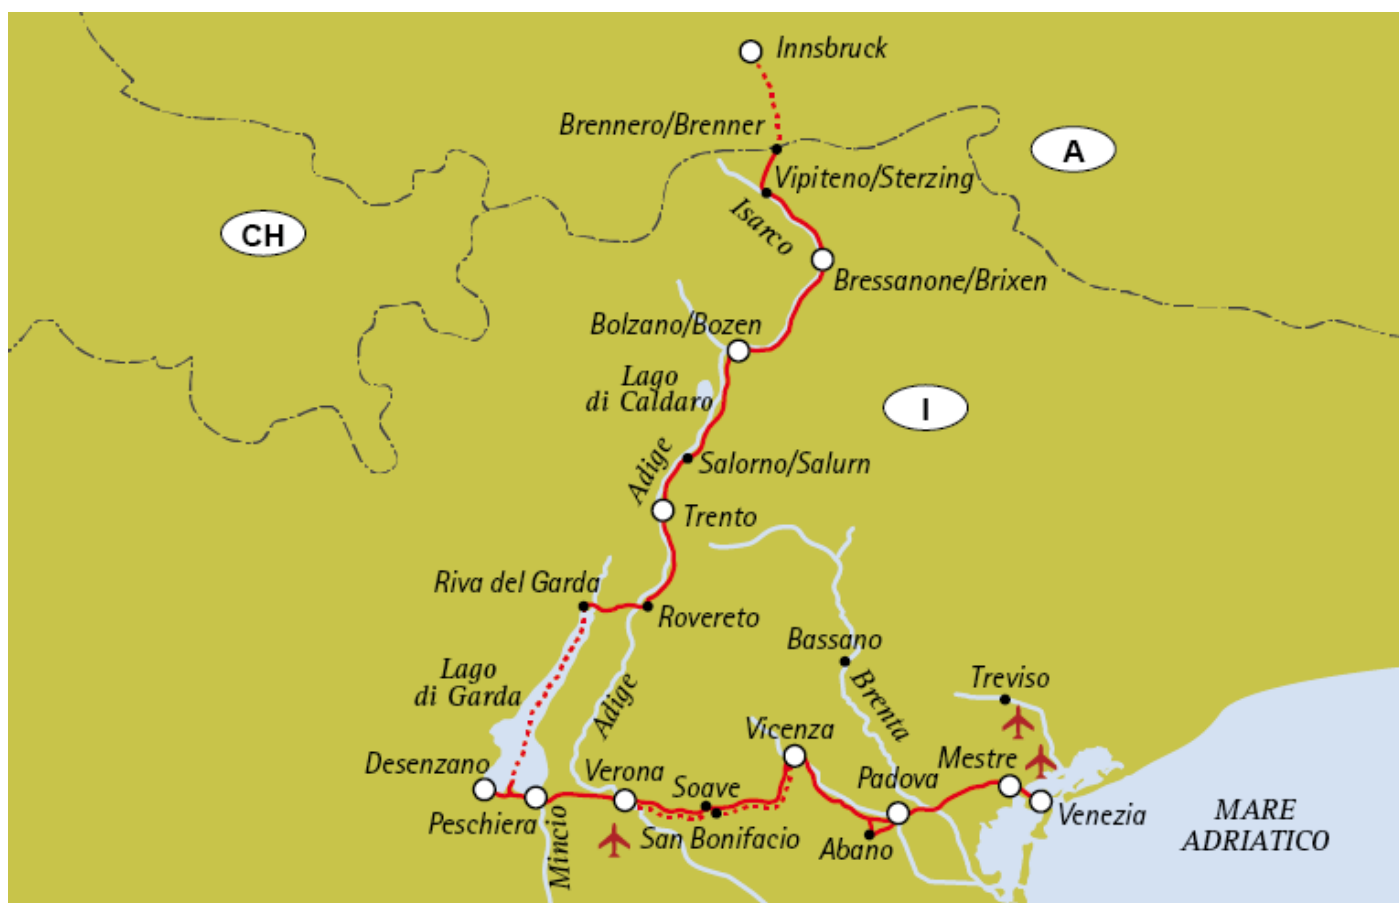 Innsbruck
Brennero/Brenner
A
Vipiteno/Sterzing
CH
Isarco
Bressanone/Brixen
Bolzano/Bozen
Lago
di Caldaro
I
Adige
Salorno/Salurn
Trento
Riva del Garda
Rovereto
Bassano
Lago
di Garda
Adige
Brenta
Treviso
Vicenza
Desenzano
Verona
Soave
Padova
Mestre
Peschiera
Mincio
San Bonifacio
Abano
Venezia
MARE
ADRIATICO